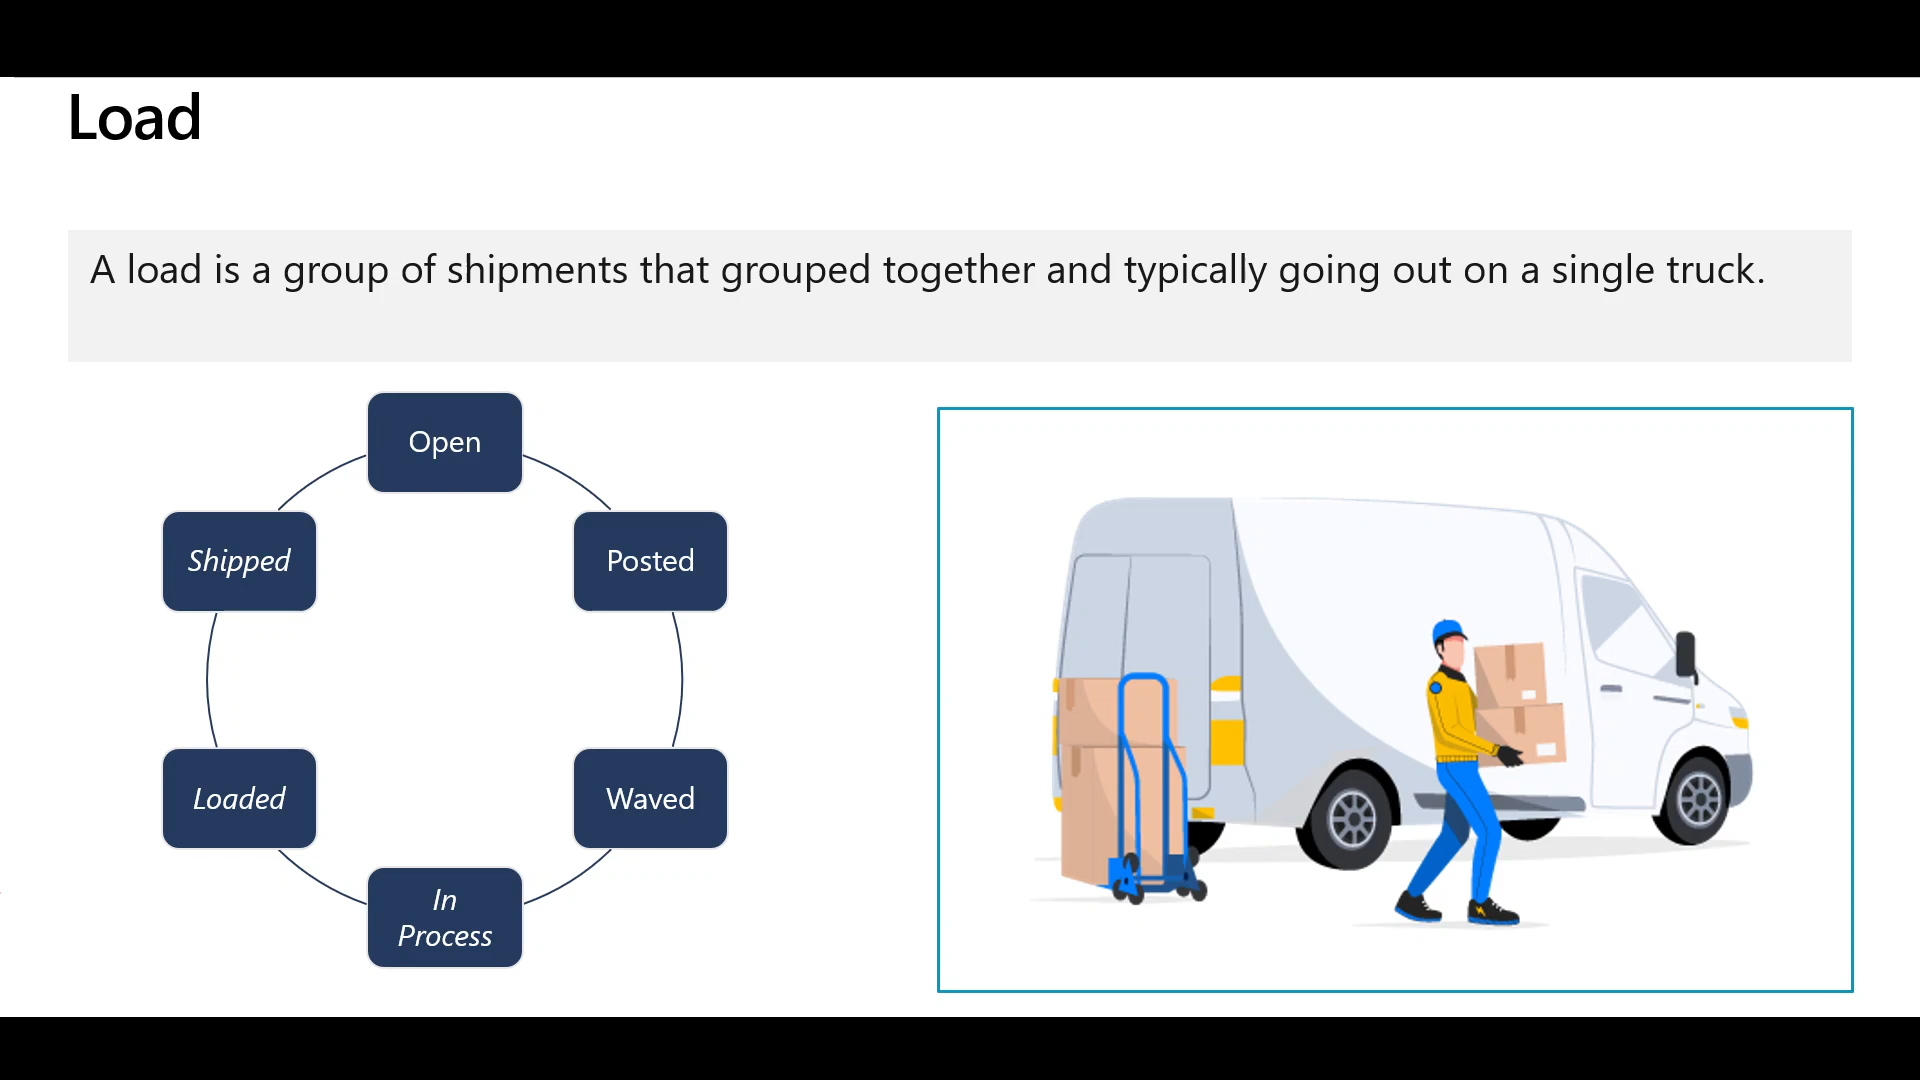 Load
A load is a group of shipments that grouped together and typically going out on a single truck.
Open
Posted
Waved
In
Process
Loaded
Shipped